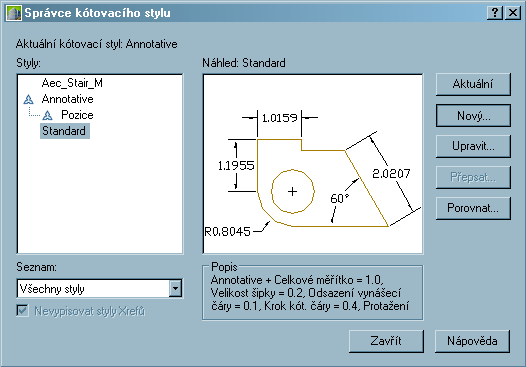 Správce kótovacího stylu
Aktuální kótovací styl: Annotative
Styly:
Aec_Stair_M
Annotative
Pozice
Standard
Náhled: Standard
1.0159
1.1955
2.0207
60°
R0.8045
Aktuální
Nový...
Upravit...
Přepsat...
Porovnat...
Seznam:
Všechny styly
Nevypisovat styly Xrefů
Popis
Annotative + Celkové měřítko = 1.0,
Velikost šipky = 0.2, Odsazení vynášecí
čáry = 0.1, Krok kót. čáry = 0.4, Protažení
Zavřít
Nápověda